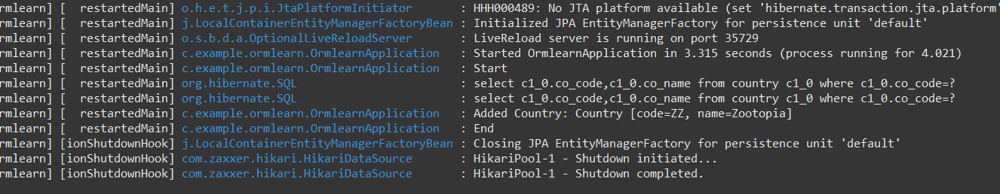 rmlearn] [  restartedMain] o.h.e.t.j.p.i.JtaPlatformInitiator       : HHH000489: No JTA platform available (set 'hibernate.transaction.jta.platform'
rmlearn] [  restartedMain] j.LocalContainerEntityManagerFactoryBean : Initialized JPA EntityManagerFactory for persistence unit 'default'
rmlearn] [  restartedMain] o.s.b.d.a.OptionalLiveReloadServer       : LiveReload server is running on port 35729
rmlearn] [  restartedMain] c.example.ormlearn.OrmlearnApplication   : Started OrmlearnApplication in 3.315 seconds (process running for 4.021)
rmlearn] [  restartedMain] c.example.ormlearn.OrmlearnApplication   : Start
rmlearn] [  restartedMain] org.hibernate.SQL                        : select c1_0.co_code,c1_0.co_name from country c1_0 where c1_0.co_code=?
rmlearn] [  restartedMain] org.hibernate.SQL                        : select c1_0.co_code,c1_0.co_name from country c1_0 where c1_0.co_code=?
rmlearn] [  restartedMain] c.example.ormlearn.OrmlearnApplication   : Added Country: Country [code=ZZ, name=Zootopia]
rmlearn] [  restartedMain] c.example.ormlearn.OrmlearnApplication   : End
rmlearn] [ionShutdownHook] j.LocalContainerEntityManagerFactoryBean : Closing JPA EntityManagerFactory for persistence unit 'default'
rmlearn] [ionShutdownHook] com.zaxxer.hikari.HikariDataSource       : HikariPool-1 - Shutdown initiated...
rmlearn] [ionShutdownHook] com.zaxxer.hikari.HikariDataSource       : HikariPool-1 - Shutdown completed.